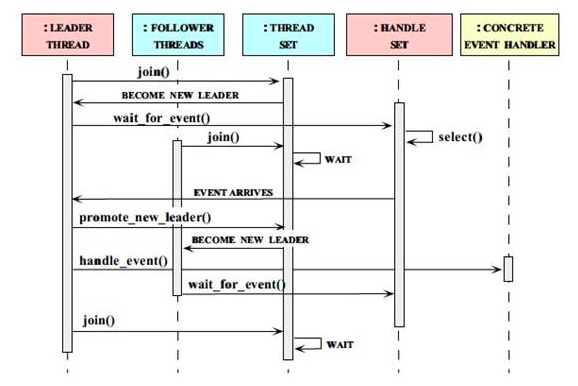 : LEADER
THREAD
: FOLLOWER
THREADS
: THREAD
SET
: HANDLE
SET
: CONCRETE
EVENT HANDLER
join()
BECOME NEW LEADER
wait_for_event()
join()
select()
WAIT
EVENT ARRIVES
promote_new_leader()
BECOME NEW LEADER
handle_event()
wait_for_event()
join()
WAIT